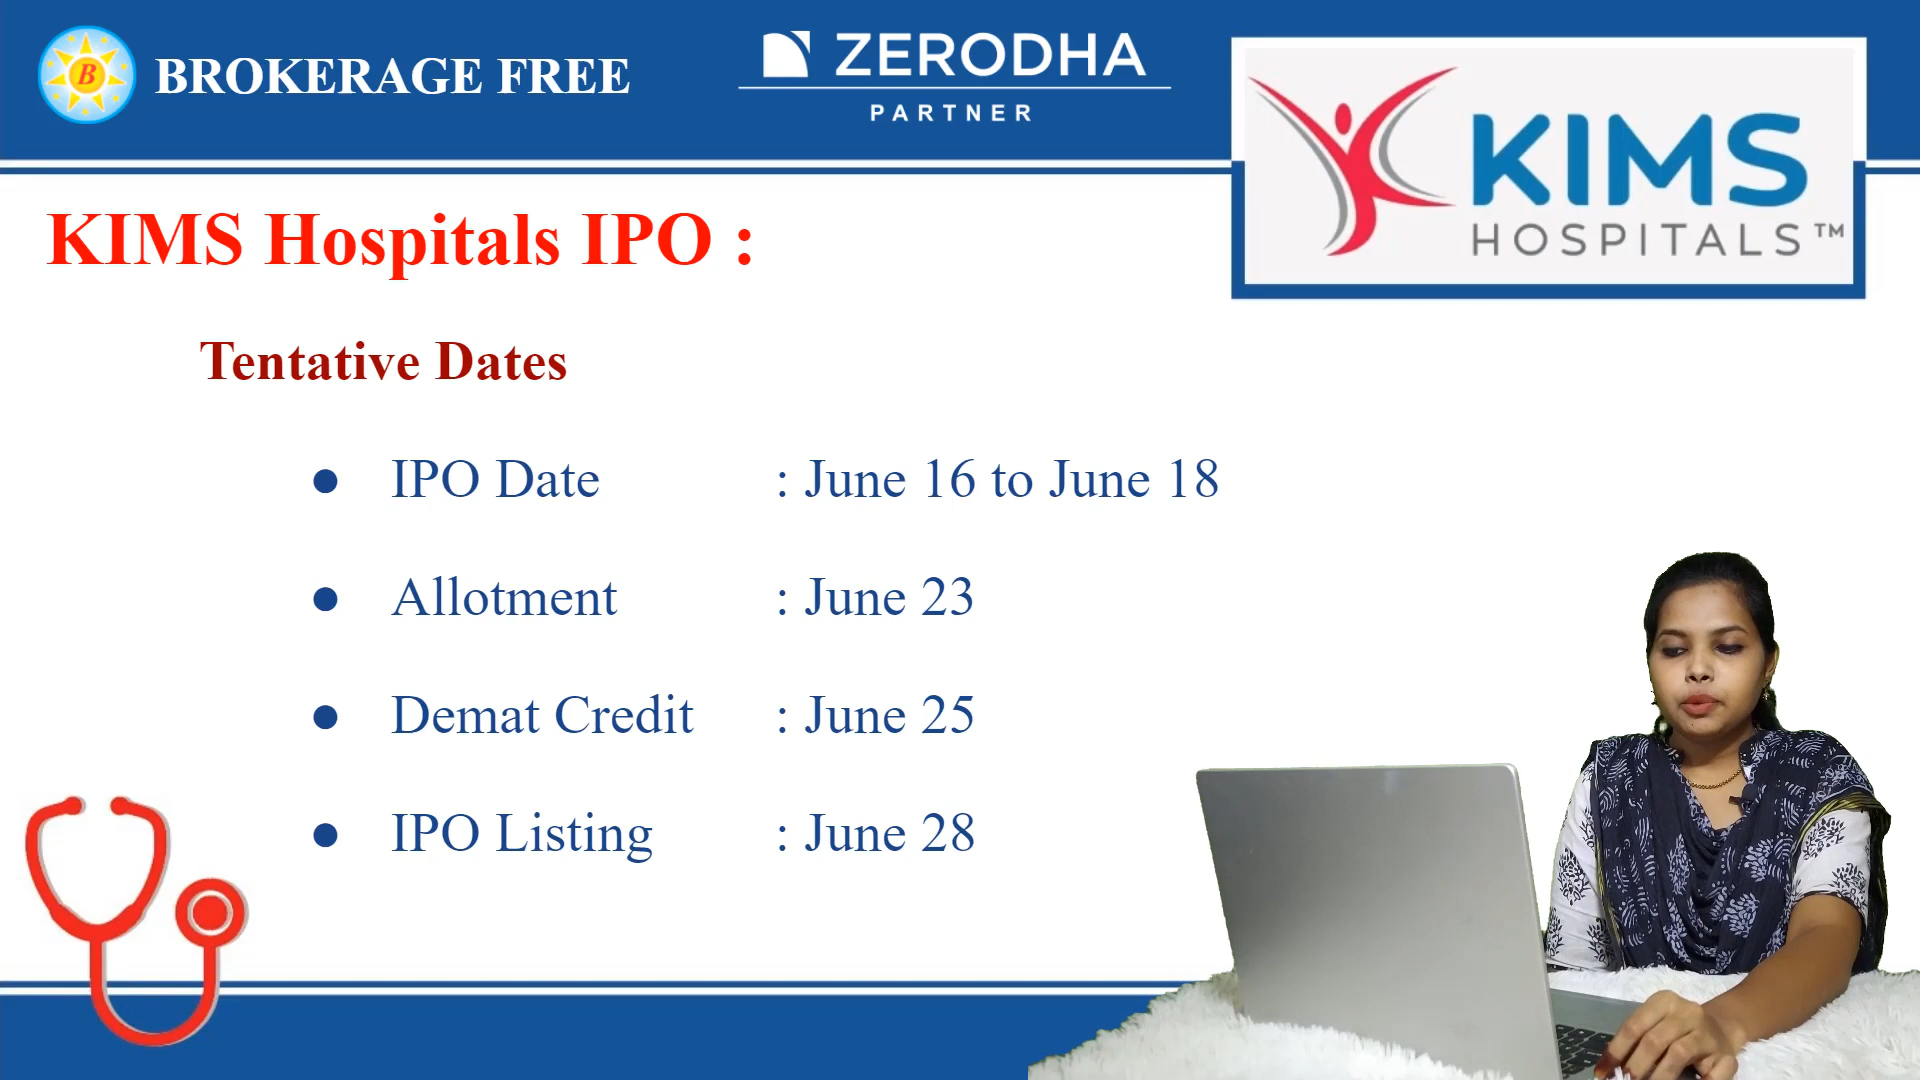 B BROKERAGE FREE
ZERODHA
PARTNER
KIMS
HOSPITALS™
KIMS Hospitals IPO :
Tentative Dates
● IPO Date : June 16 to June 18
● Allotment : June 23
● Demat Credit : June 25
● IPO Listing : June 28